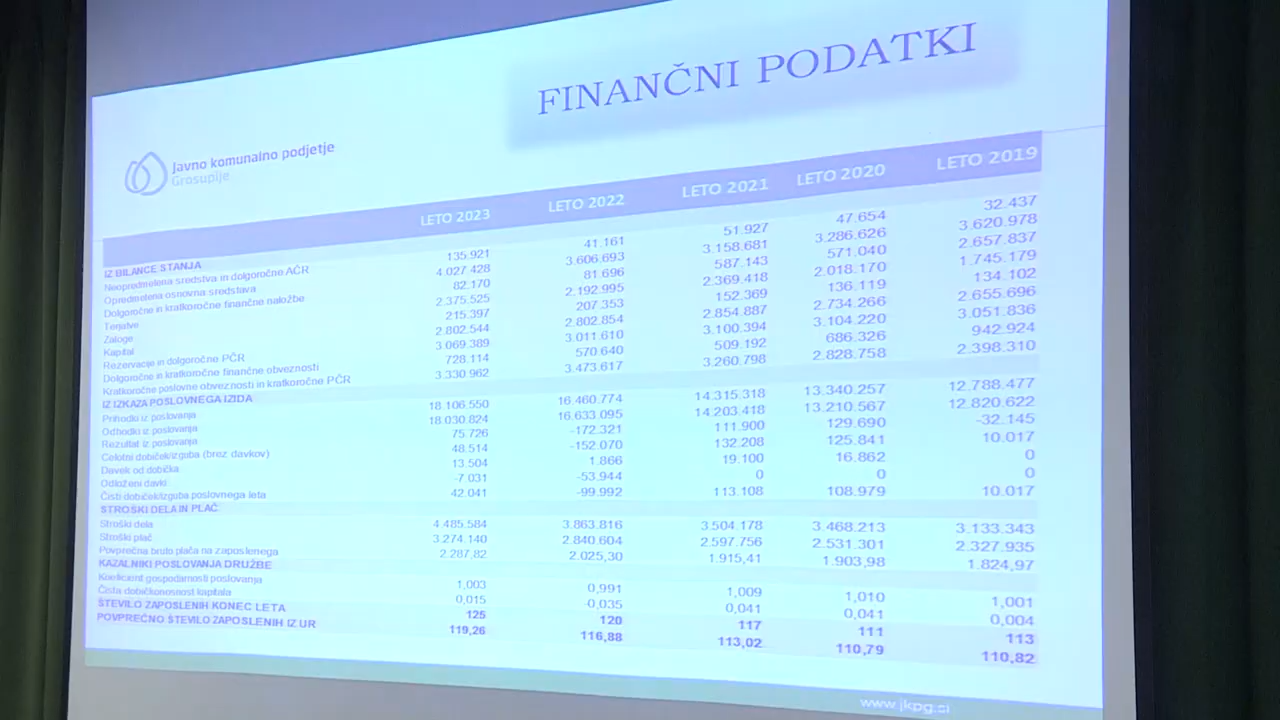 FINANČNI PODATKI
Javno komunalno podjetje
Grosuplje
LETO 2023 LETO 2022 LETO 2021 LETO 2020 LETO 2019
IZ BILANCE STANJA
Neopredmetena sredstva in dolgoročne AČR 135.921 41.161 51.927 47.654 32.437
Opredmetena osnovna sredstava 4.027.428 3.606.693 3.158.681 3.286.626 3.620.978
Dolgoročne in kratkoročne finančne naložbe 82.170 81.696 587.143 571.040 2.657.837
Terjatve 2.375.525 2.192.995 2.369.418 2.018.170 1.745.179
Zaloge 215.397 207.353 152.369 136.119 134.102
Kapital 2.802.544 2.802.854 2.854.887 2.734.266 2.655.696
Rezervacije in dolgoročne PČR 3.069.389 3.011.610 3.100.394 3.104.220 3.051.836
Dolgoročne in kratkoročne finančne obveznosti 728.114 570.640 509.192 686.326 942.924
Kratkoročne poslovne obveznosti in kratkoročne PČR 3.330.962 3.473.617 3.260.798 2.828.758 2.398.310
IZ IZKAZA POSLOVNEGA IZIDA
Prihodki iz poslovanja 18.106.550 16.460.774 14.315.318 13.340.257 12.788.477
Odhodki iz poslovanja 18.030.824 16.633.095 14.203.418 13.210.567 12.820.622
Rezultat iz poslovanja 75.726 -172.321 111.900 129.690 -32.145
Celotni dobiček/izguba (brez davkov) 48.514 -152.070 132.208 125.841 10.017
Davek od dobička 13.504 1.866 19.100 16.862 0
Odloženi davki -7.031 -53.944 0 0 0
Čisti dobiček/izguba poslovnega leta 42.041 -99.992 113.108 108.979 10.017
STROŠKI DELA IN PLAČ
Stroški dela 4.485.584 3.863.816 3.504.178 3.468.213 3.133.343
Stroški plač 3.274.140 2.840.604 2.597.756 2.531.301 2.327.935
Povprečna bruto plača na zaposlenega 2.287,82 2.025,30 1.915,41 1.903,98 1.824,97
KAZALNIKI POSLOVANJA DRUŽBE
Koeficient gospodarnosti poslovanja 1,003 0,991 1,009 1,010 1,001
Čista dobičkonosnost kapitala 0,015 -0,035 0,041 0,041 0,004
ŠTEVILO ZAPOSLENIH KONEC LETA 125 120 117 111 113
POVPREČNO ŠTEVILO ZAPOSLENIH IZ UR 119,26 116,88 113,02 110,79 110,82
www.jkpg.si